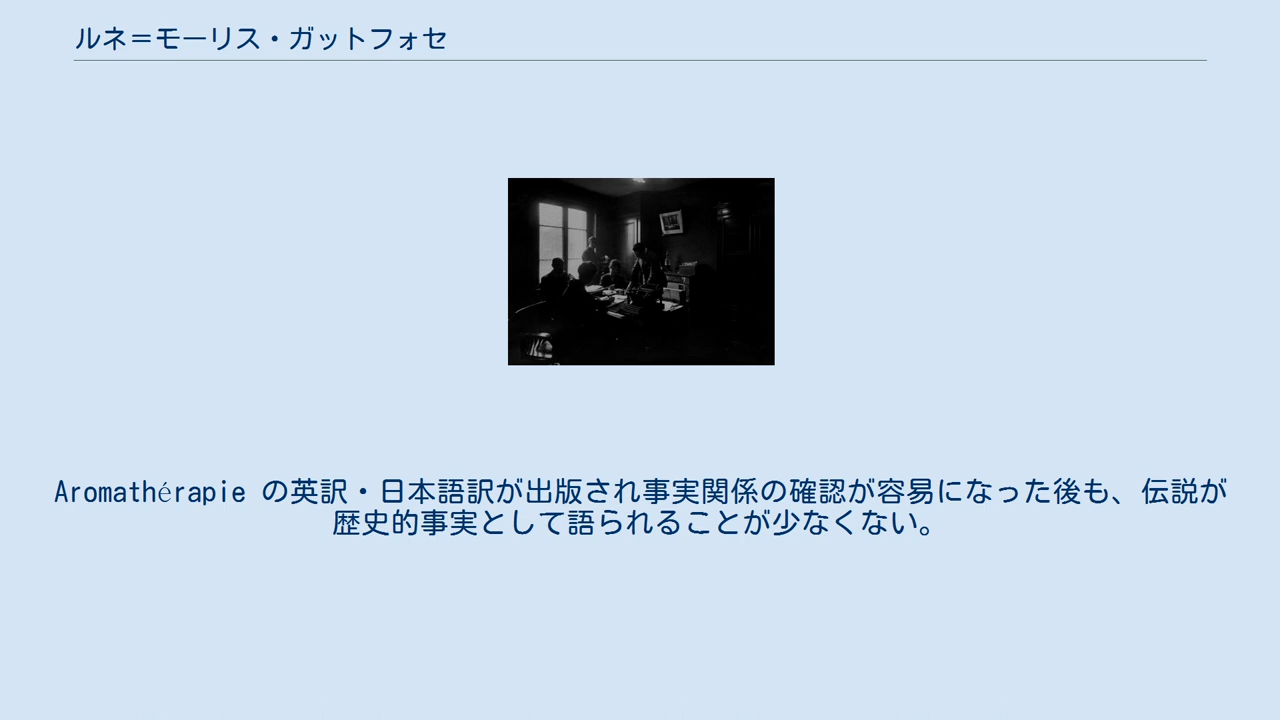 ルネ＝モーリス・ガットフォセ
Aromathérapie の英訳・日本語訳が出版され事実関係の確認が容易になった後も、伝説が
歴史的事実として語られることが少なくない。